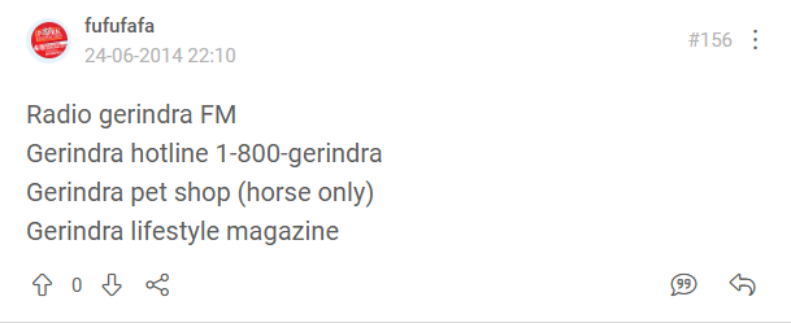 fufufafa
24-06-2014 22:10
#156
Radio gerindra FM
Gerindra hotline 1-800-gerindra
Gerindra pet shop (horse only)
Gerindra lifestyle magazine
0
99